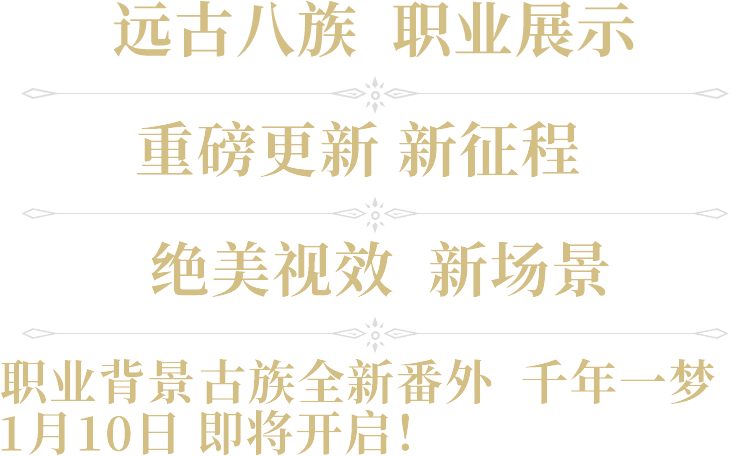 远古八族 职业展示
重磅更新 新征程
绝美视效 新场景
职业背景古族全新番外 千年一梦
1月10日 即将开启！